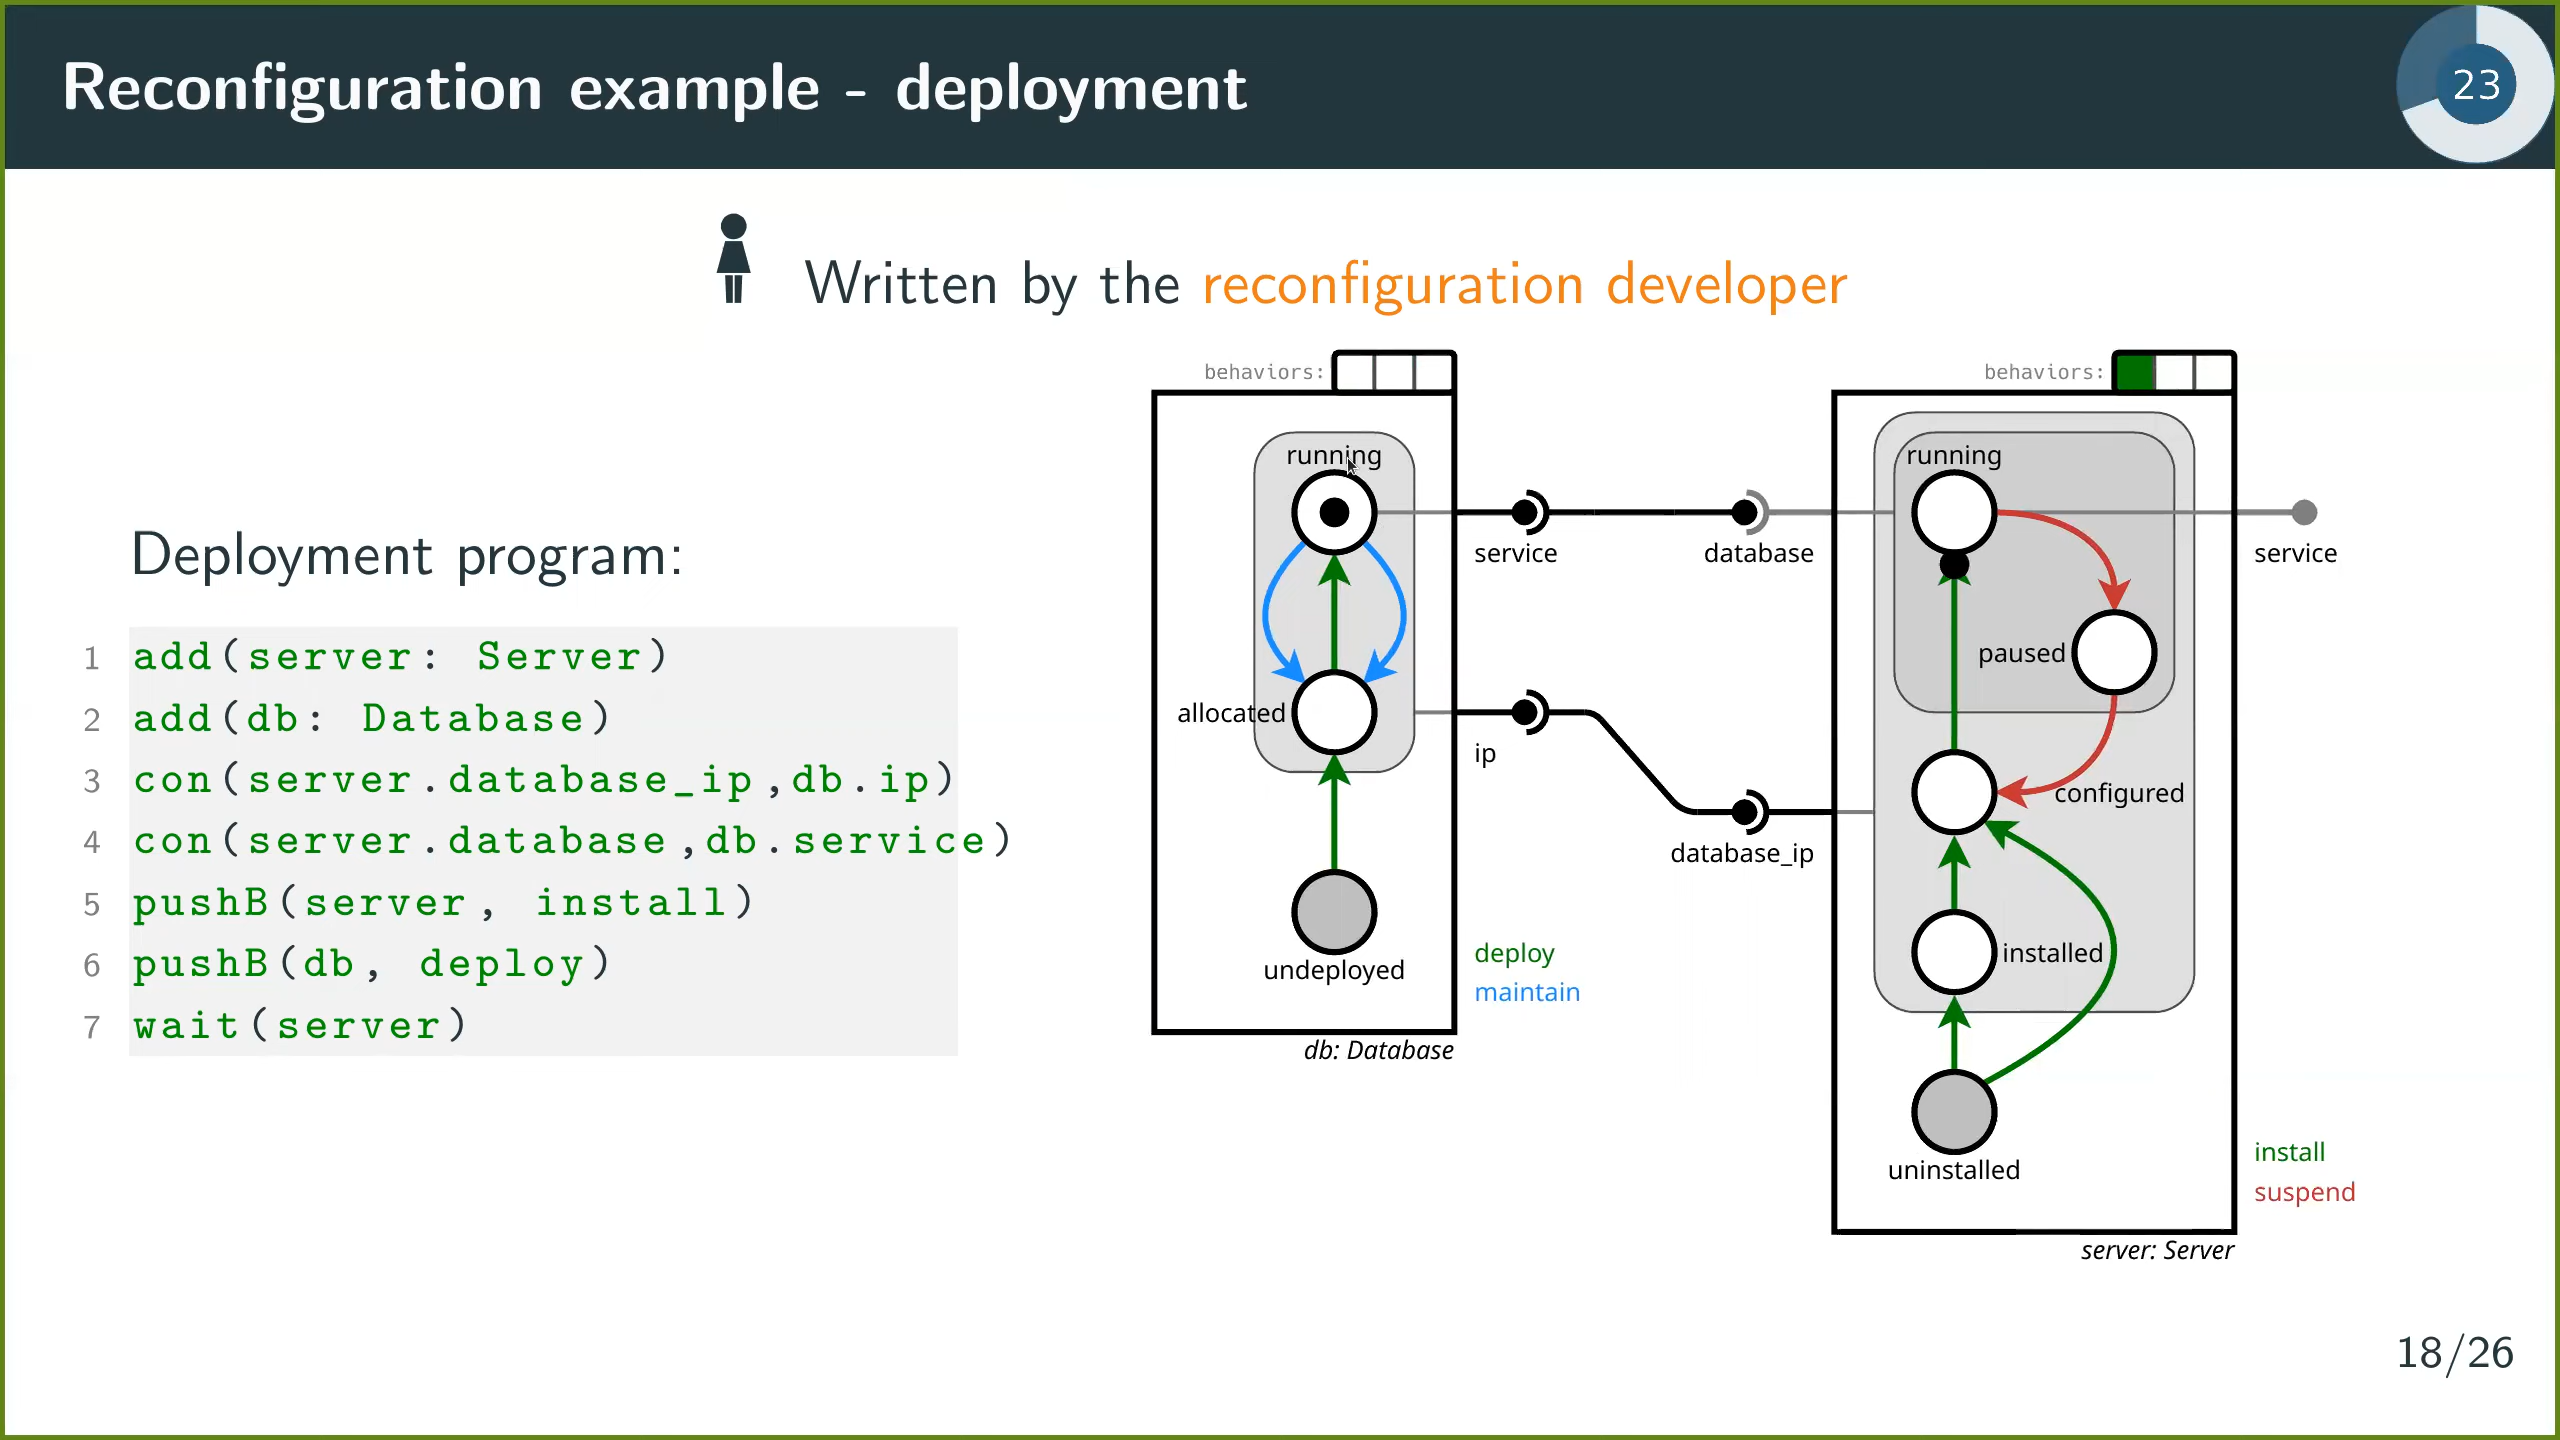 Reconfiguration example - deployment
23
Written by the reconfiguration developer
Deployment program:
1 add(server: Server)
2 add(db: Database)
3 con(server.database_ip,db.ip)
4 con(server.database,db.service)
5 pushB(server, install)
6 pushB(db, deploy)
7 wait(server)
behaviors:
running
allocated
undeployed
service
ip
deploy
maintain
db: Database
behaviors:
running
paused
configured
installed
uninstalled
database
database_ip
service
install
suspend
server: Server
18/26